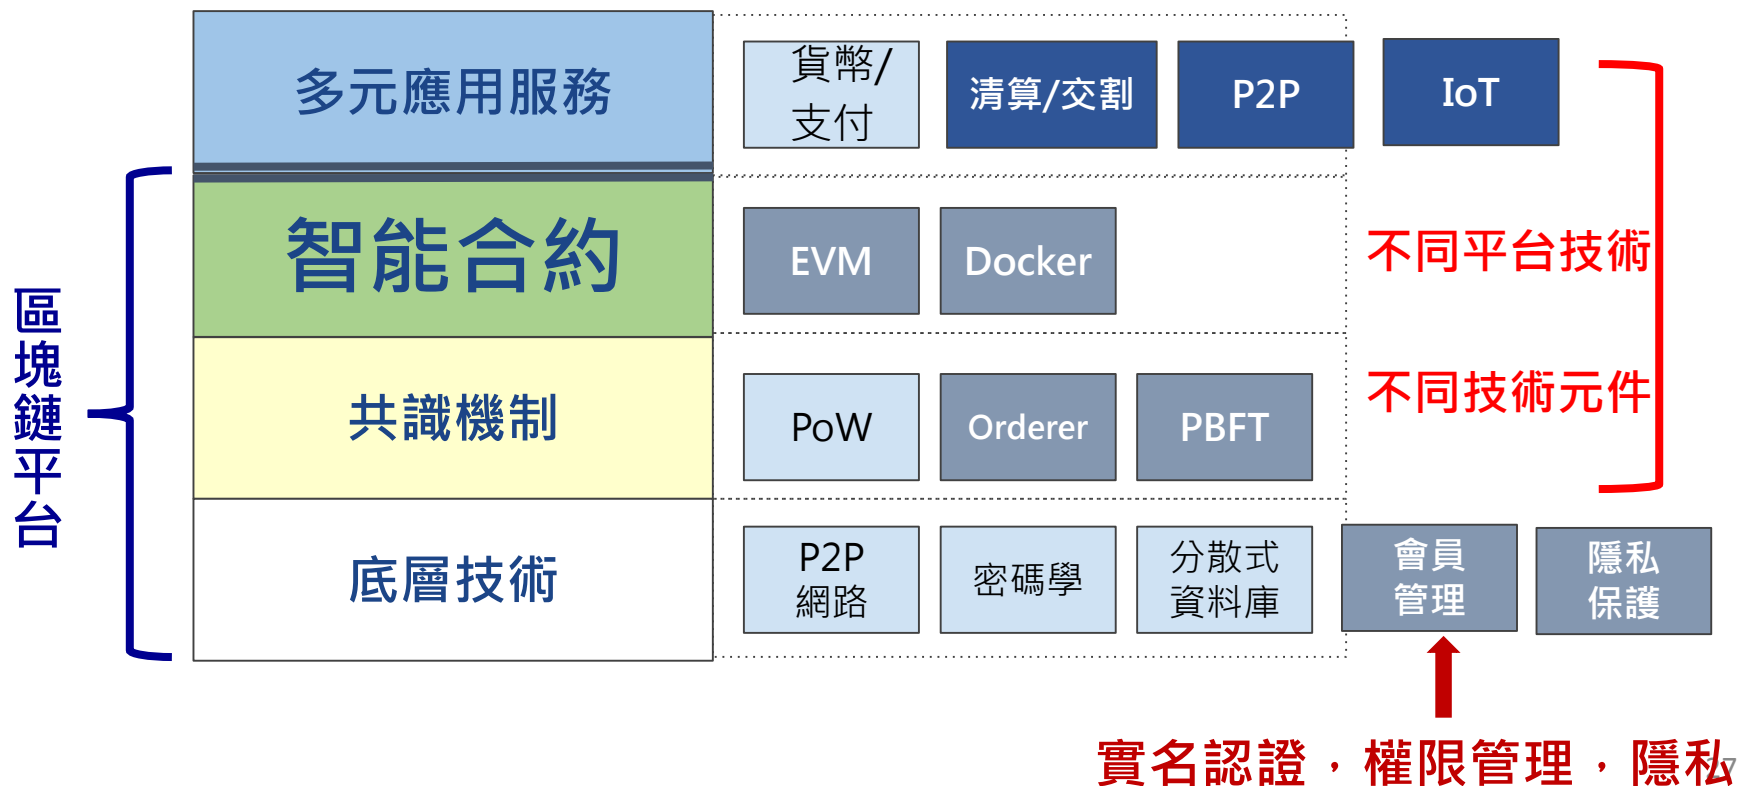 多元應用服務
貨幣/
支付
清算/交割
P2P
IoT
智能合約
EVM
Docker
不同平台技術
區塊鏈平台
共識機制
PoW
Orderer
PBFT
不同技術元件
底層技術
P2P
網路
密碼學
分散式
資料庫
會員
管理
隱私
保護
實名認證，權限管理，隱私
27